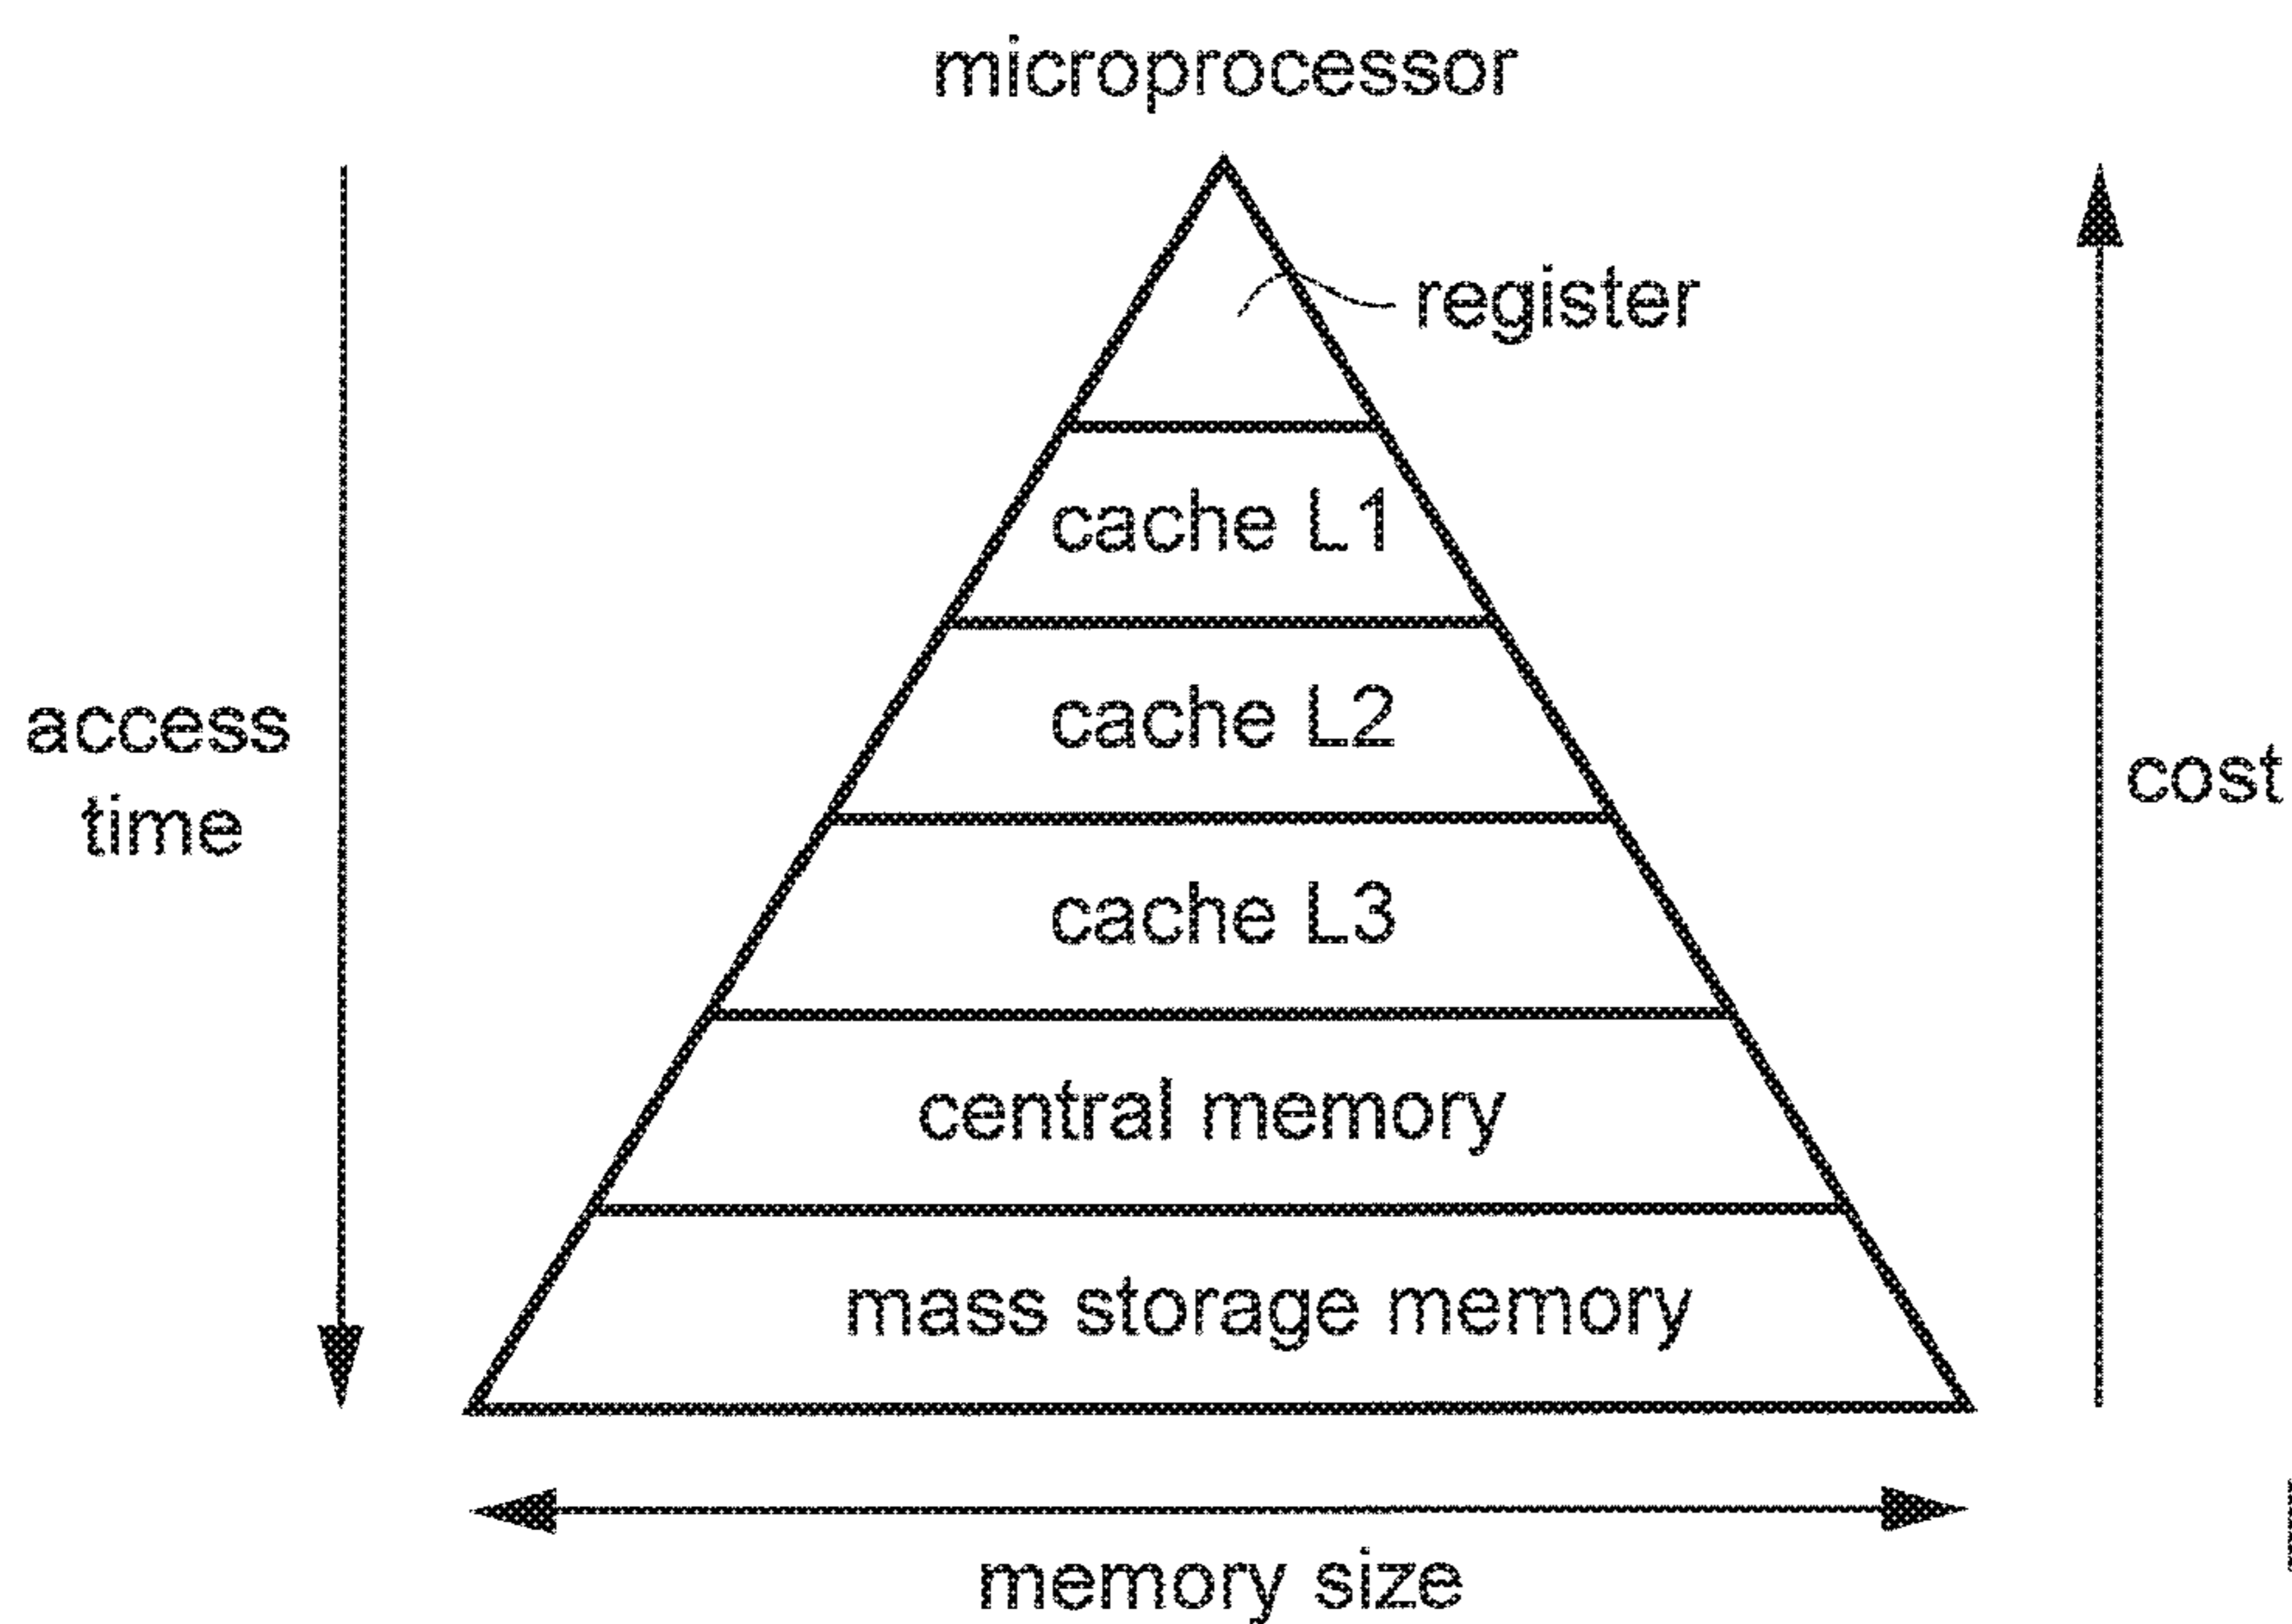 microprocessor
register
cache L1
cache L2
access
time
cost
cache L3
central memory
mass storage memory
memory size